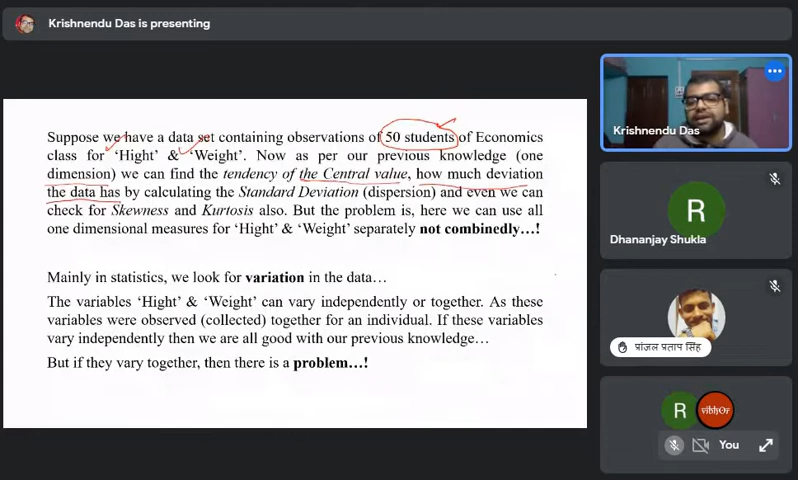 Krishnendu Das is presenting
Suppose we have a data set containing observations of 50 students of Economics
class for ‘Hight’ & ‘Weight’. Now as per our previous knowledge (one
dimension) we can find the tendency of the Central value, how much deviation
the data has by calculating the Standard Deviation (dispersion) and even we can
check for Skewness and Kurtosis also. But the problem is, here we can use all
one dimensional measures for ‘Hight’ & ‘Weight’ separately not combinedly…!
Mainly in statistics, we look for variation in the data…
The variables ‘Hight’ & ‘Weight’ can vary independently or together. As these
variables were observed (collected) together for an individual. If these variables
vary independently then we are all good with our previous knowledge…
But if they vary together, then there is a problem…!
Krishnendu Das
R
Dhananjay Shukla
प्रांजल प्रताप सिंह
R
vibhor
You